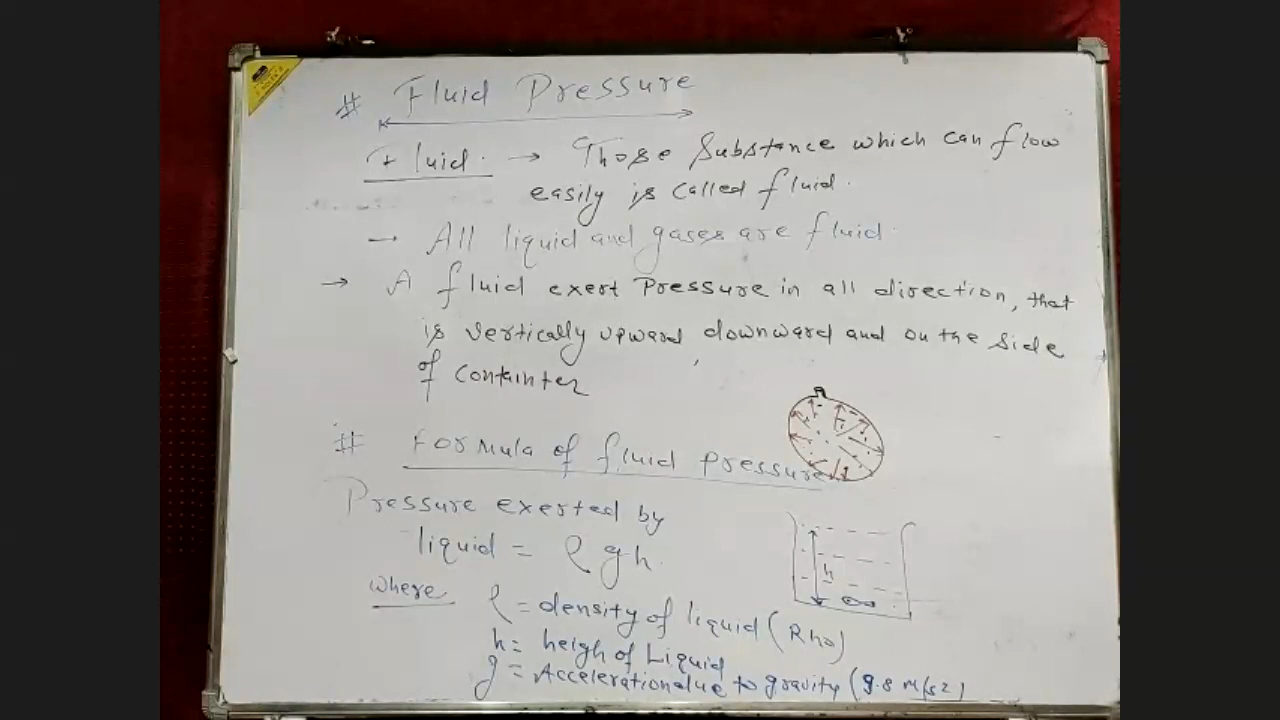 # Fluid Pressure
Fluid. → Those Substance which can flow
easily is called fluid.
→ All liquid and gases are fluid.
→ A fluid exert Pressure in all direction, that
is vertically upward downward and on the side
of Containter
# Formula of fluid pressure
Pressure exerted by
liquid = ρgh.
where ρ = density of liquid (Rho)
h = heigh of Liquid
g = Acceleration due to gravity (9.8 m/s2)
h